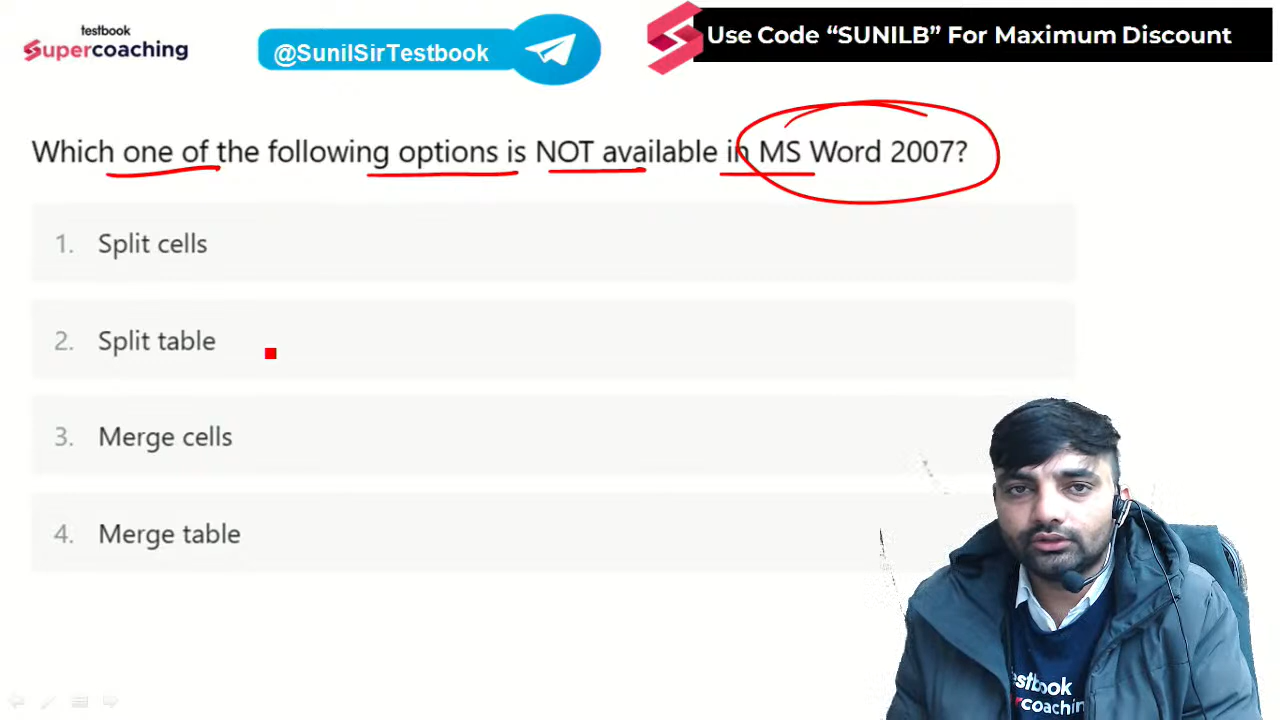 testbook
Supercoaching
@SunilSirTestbook
Use Code “SUNILB” For Maximum Discount
Which one of the following options is NOT available in MS Word 2007?
1. Split cells
2. Split table
3. Merge cells
4. Merge table
testbook
supercoaching